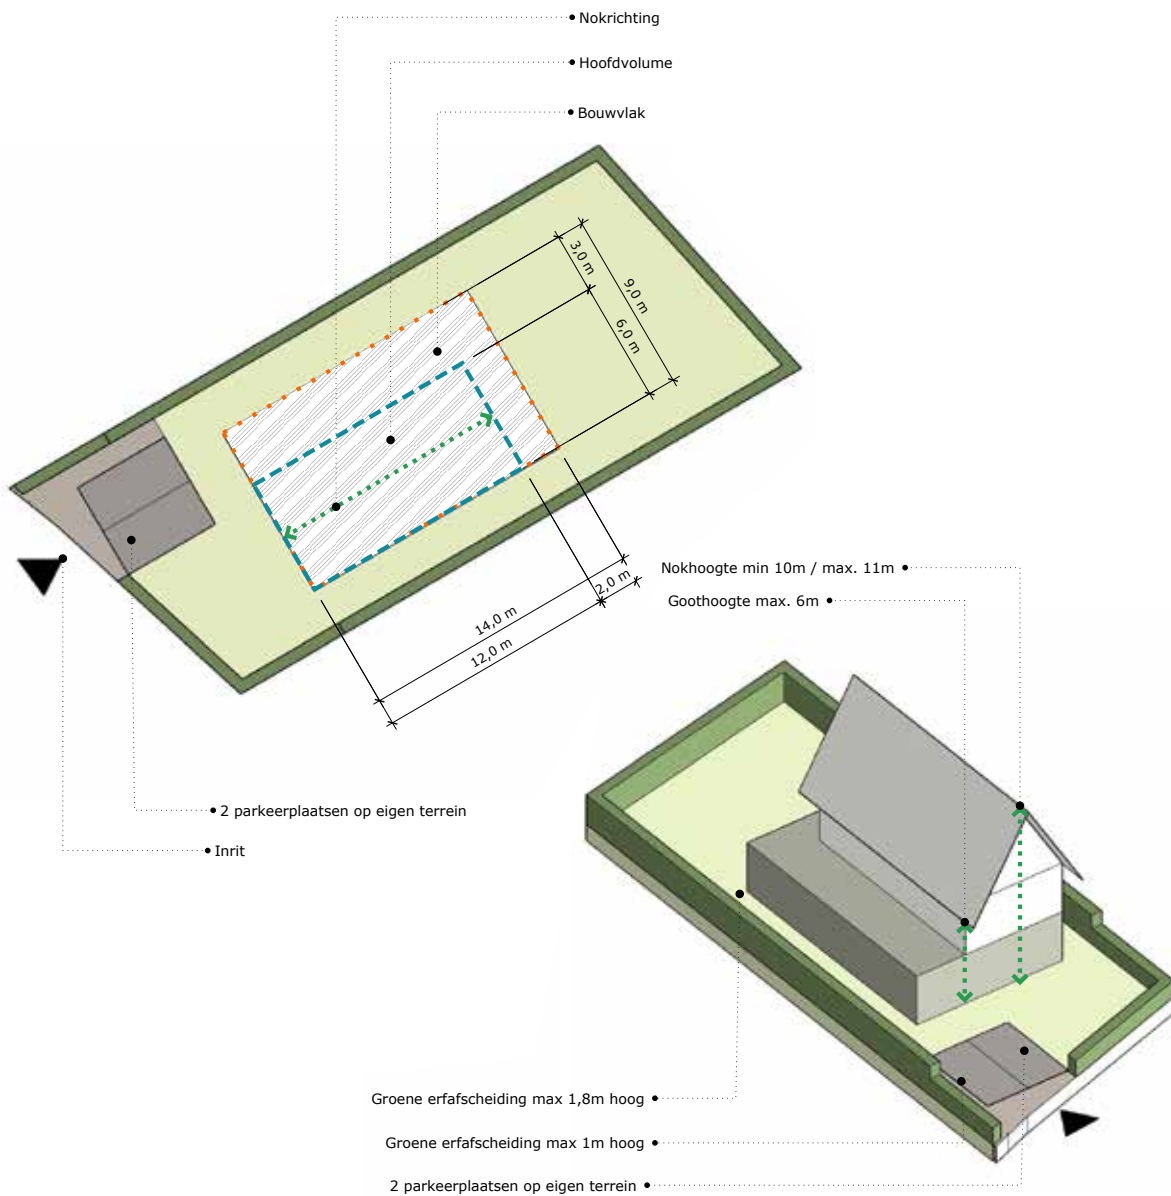 Nokrichting
Hoofdvolume
Bouwvlak
3,0 m
9,0 m
6,0 m
14,0 m
2,0 m
12,0 m
Nokhoogte min 10m / max. 11m
Goothoogte max. 6m
2 parkeerplaatsen op eigen terrein
Inrit
Groene erfafscheiding max 1,8m hoog
Groene erfafscheiding max 1m hoog
2 parkeerplaatsen op eigen terrein